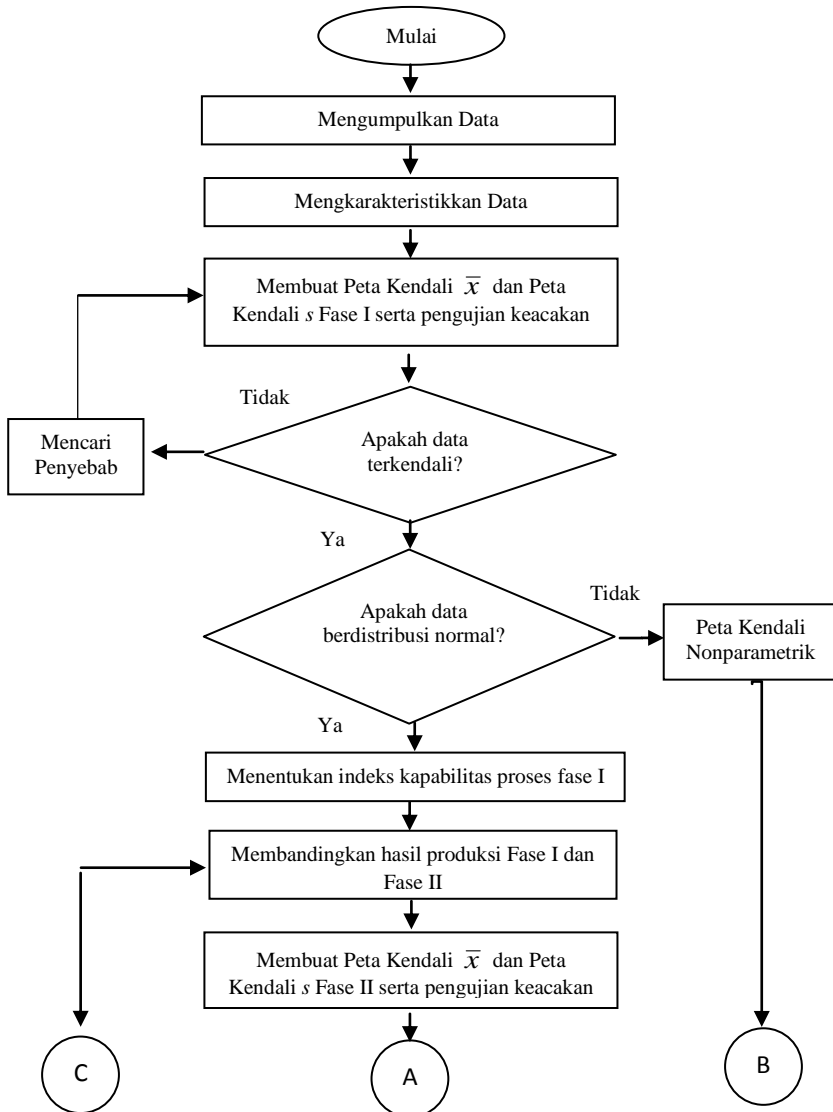 Mulai
Mengumpulkan Data
Mengkarakteristikkan Data
Membuat Peta Kendali x̅ dan Peta
Kendali s Fase I serta pengujian keacakan
Tidak
Mencari
Penyebab
Apakah data
terkendali?
Ya
Apakah data
berdistribusi normal?
Tidak
Peta Kendali
Nonparametrik
Ya
Menentukan indeks kapabilitas proses fase I
Membandingkan hasil produksi Fase I dan
Fase II
Membuat Peta Kendali x̅ dan Peta
Kendali s Fase II serta pengujian keacakan
C
A
B